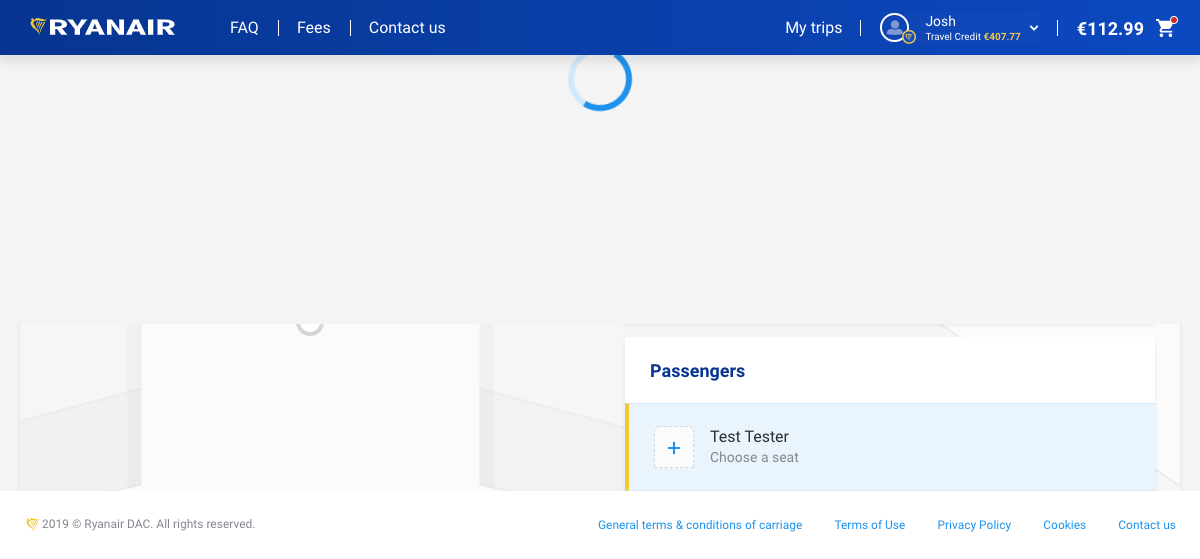 RYANAIR
FAQ
Fees
Contact us
My trips
Josh
Travel Credit €407.77
€112.99
Passengers
Test Tester
Choose a seat
2019 © Ryanair DAC. All rights reserved.
General terms & conditions of carriage
Terms of Use
Privacy Policy
Cookies
Contact us